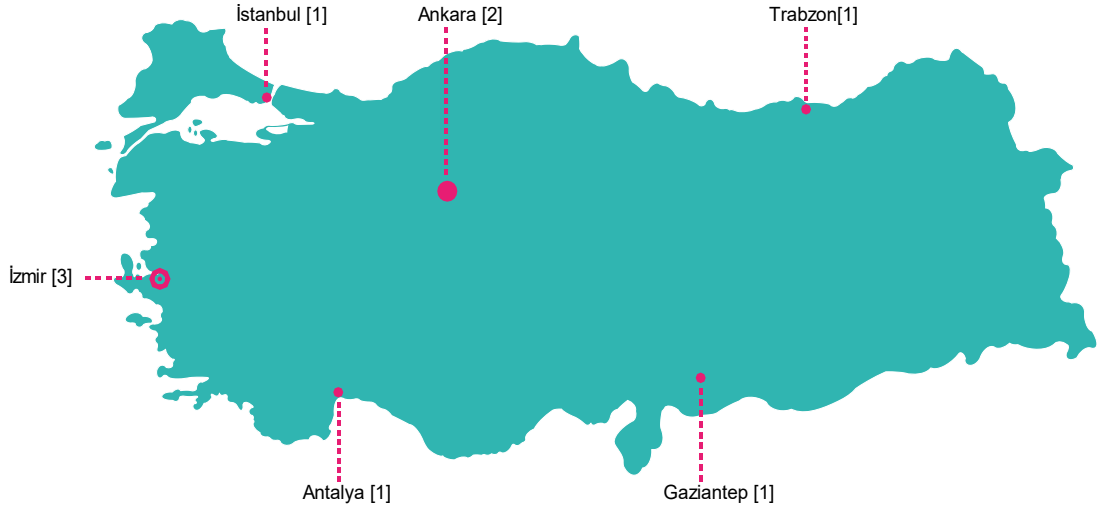 İstanbul [1]
Ankara [2]
Trabzon[1]
İzmir [3]
Antalya [1]
Gaziantep [1]